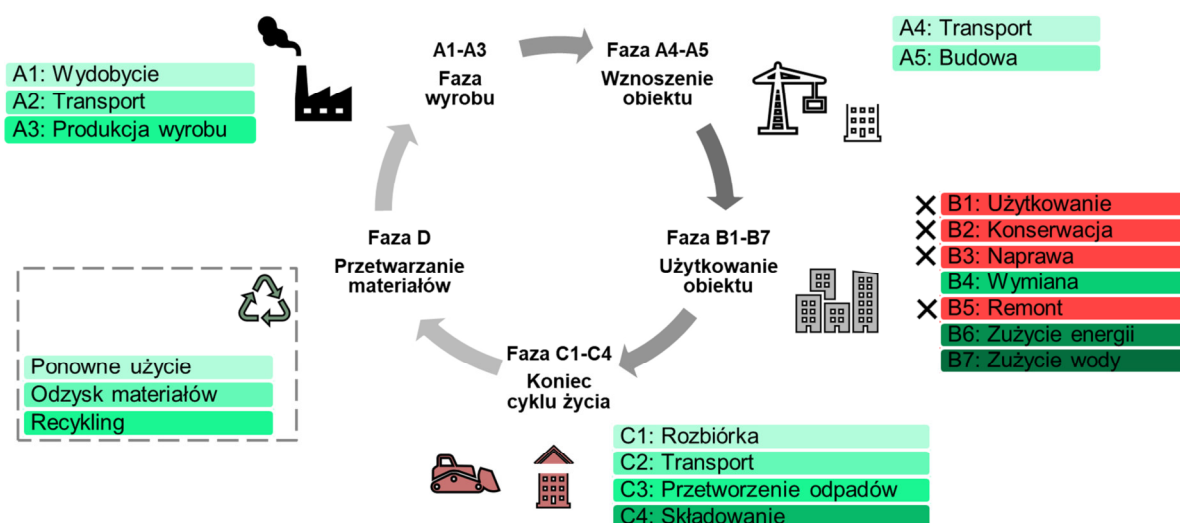 A1: Wydobycie
A2: Transport
A3: Produkcja wyrobu
A1-A3
Faza
wyrobu
Faza A4-A5
Wznoszenie
obiektu
A4: Transport
A5: Budowa
B1: Użytkowanie
B2: Konserwacja
B3: Naprawa
B4: Wymiana
B5: Remont
B6: Zużycie energii
B7: Zużycie wody
Faza B1-B7
Użytkowanie
obiektu
Faza D
Przetwarzanie
materiałów
Ponowne użycie
Odzysk materiałów
Recykling
Faza C1-C4
Koniec
cyklu życia
C1: Rozbiórka
C2: Transport
C3: Przetworzenie odpadów
C4: Składowanie